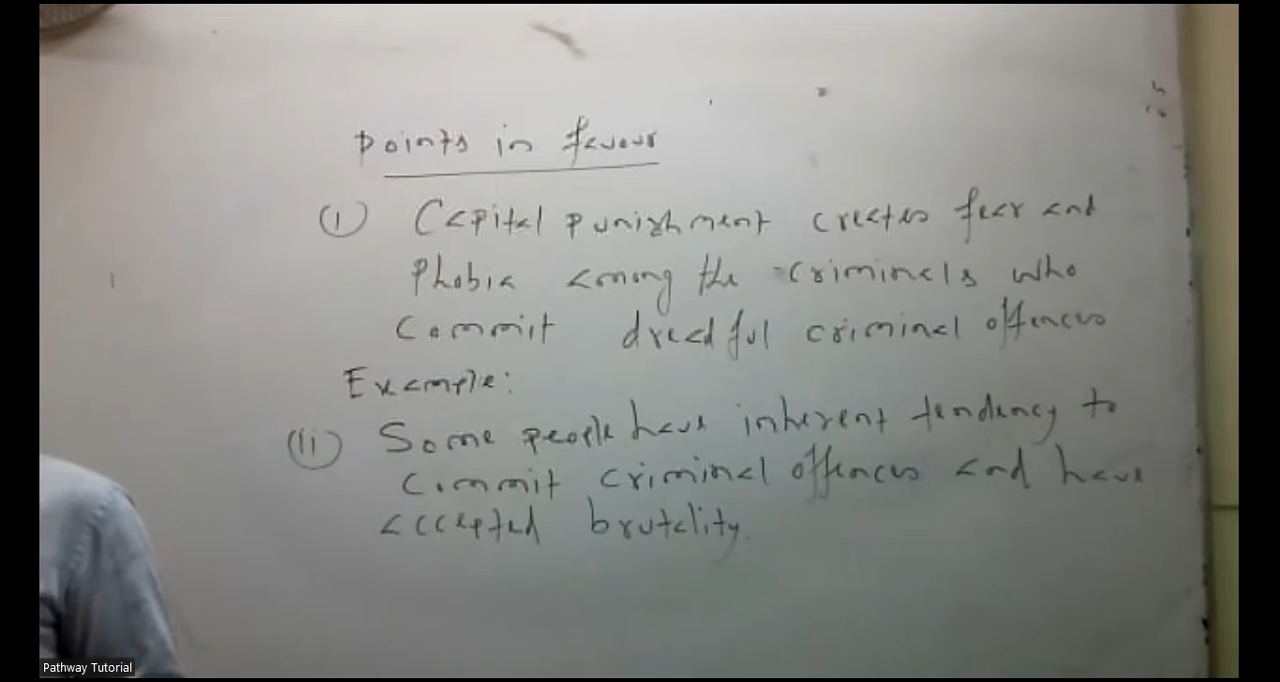 Points in favour
(i) Capital punishment creates fear and
Phobia among the criminals who
Commit dreadful criminal offences
Example:
(ii) Some people have inherent tendency to
Commit criminal offences and have
accepted brutality.
Pathway Tutorial